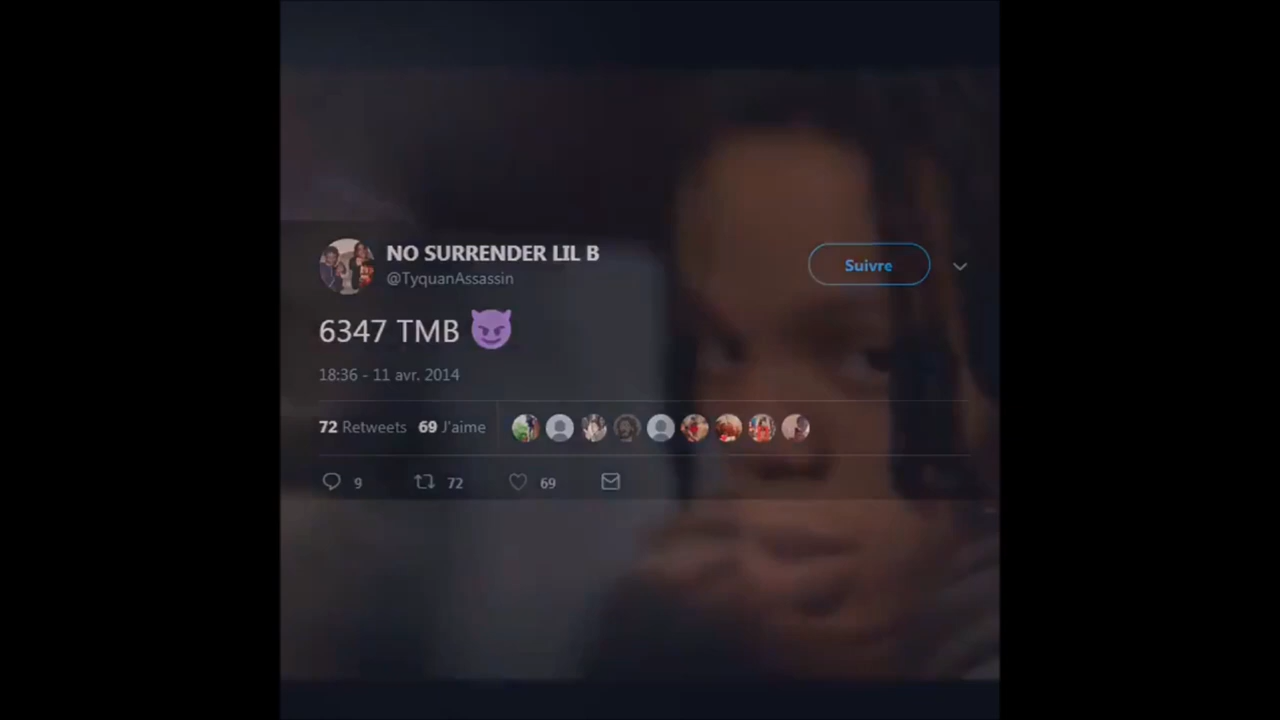 NO SURRENDER LIL B
@TyquanAssassin
Suivre
6347 TMB 😈
18:36 - 11 avr. 2014
72 Retweets 69 J'aime
9 72 69